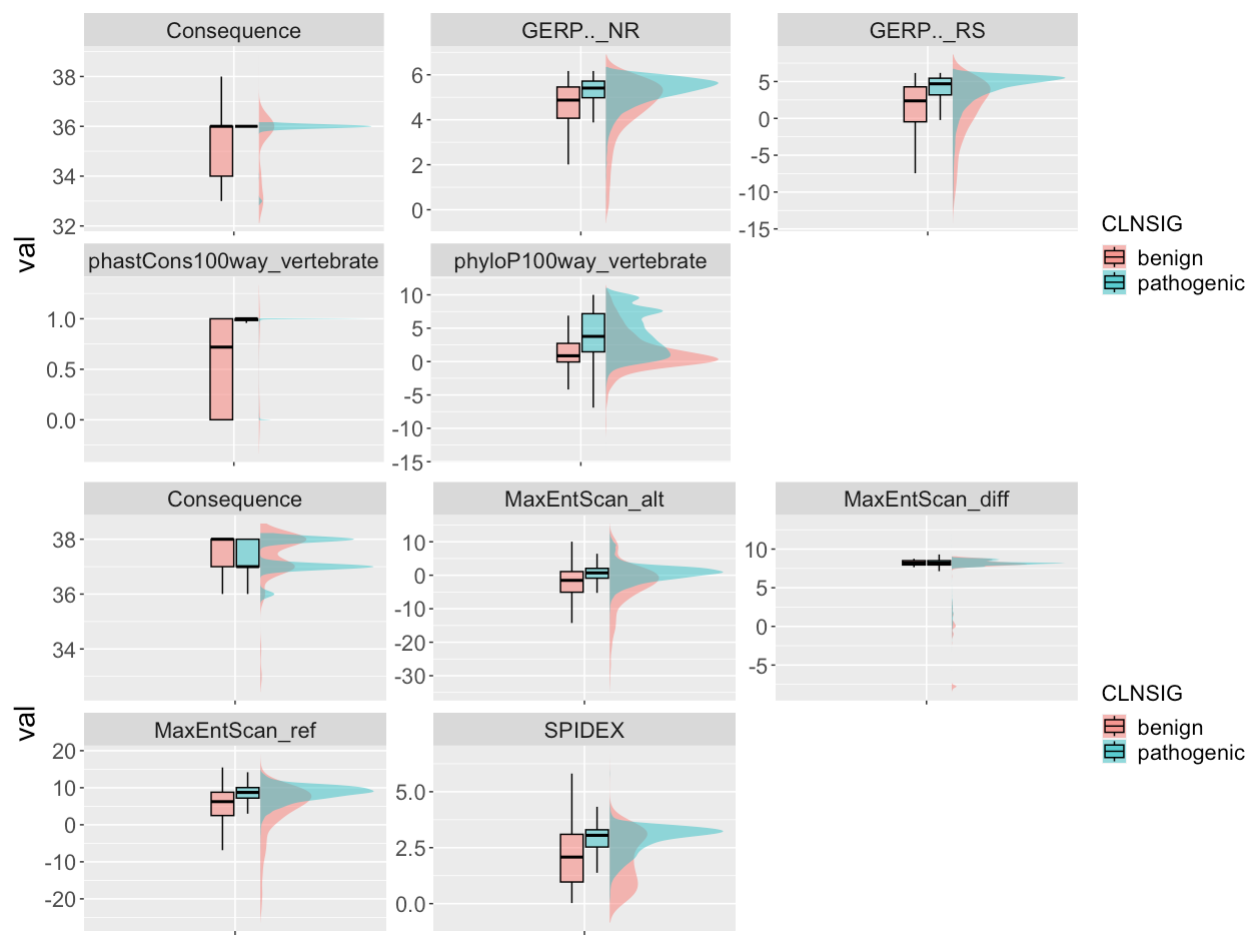 Consequence
GERP.._NR
GERP.._RS
38
36
34
32
6
4
2
0
5
0
-5
-10
-15
val
phastCons100way_vertebrate
phyloP100way_vertebrate
1.0
0.5
0.0
10
5
0
-5
-10
-15
CLNSIG
benign
pathogenic
Consequence
MaxEntScan_alt
MaxEntScan_diff
38
36
34
10
0
-10
-20
-30
10
5
0
-5
val
MaxEntScan_ref
SPIDEX
20
10
0
-10
-20
5.0
2.5
0.0
CLNSIG
benign
pathogenic